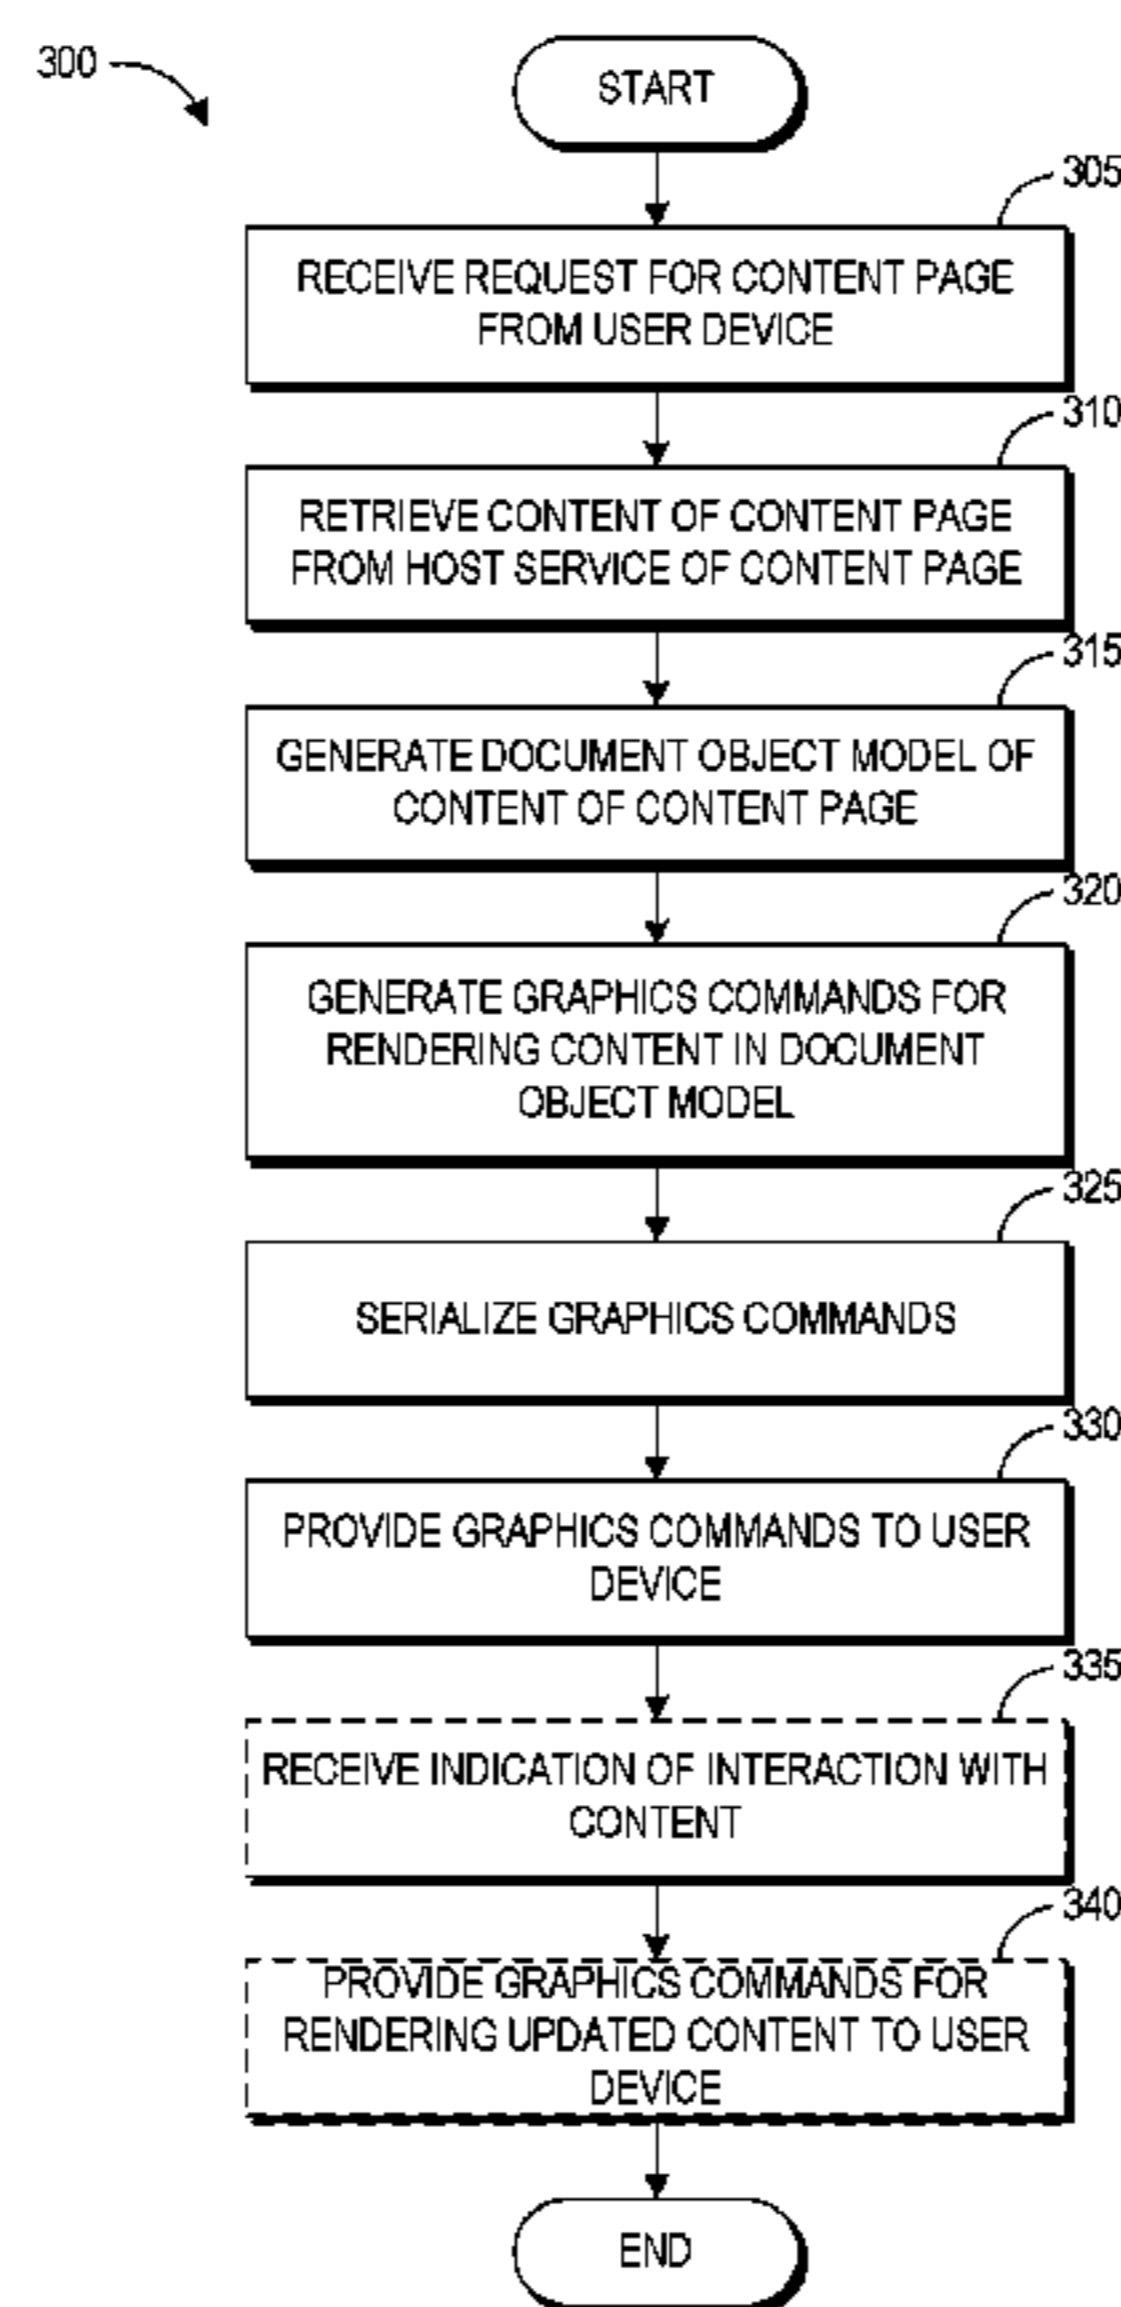 300
START
305
RECEIVE REQUEST FOR CONTENT PAGE
FROM USER DEVICE
310
RETRIEVE CONTENT OF CONTENT PAGE
FROM HOST SERVICE OF CONTENT PAGE
315
GENERATE DOCUMENT OBJECT MODEL OF
CONTENT OF CONTENT PAGE
320
GENERATE GRAPHICS COMMANDS FOR
RENDERING CONTENT IN DOCUMENT
OBJECT MODEL
325
SERIALIZE GRAPHICS COMMANDS
330
PROVIDE GRAPHICS COMMANDS TO USER
DEVICE
335
RECEIVE INDICATION OF INTERACTION WITH
CONTENT
340
PROVIDE GRAPHICS COMMANDS FOR
RENDERING UPDATED CONTENT TO USER
DEVICE
END